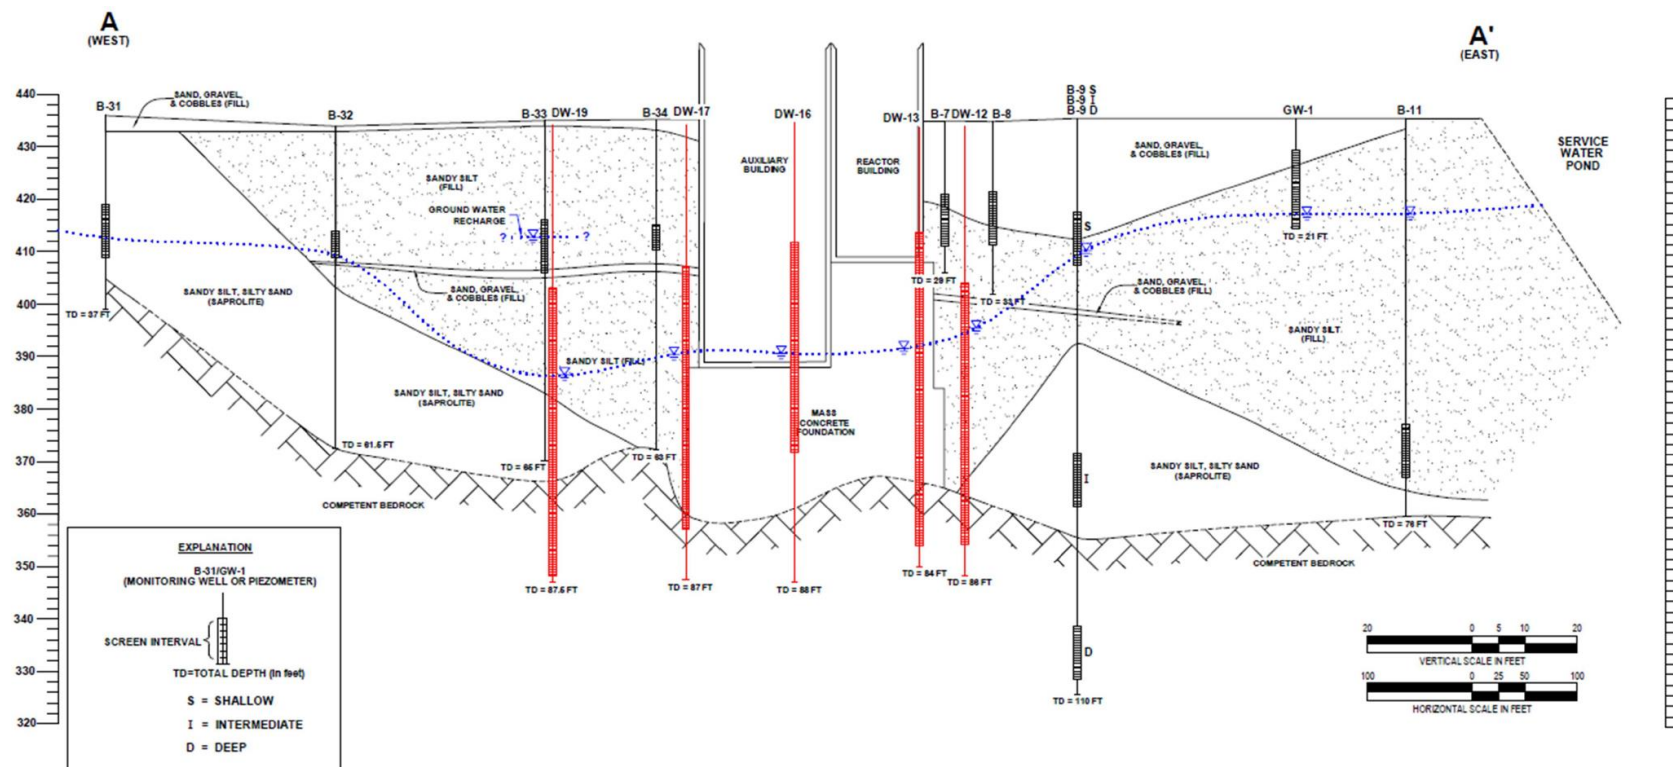 A
(WEST)
A'
(EAST)
440
430
420
410
400
390
380
370
360
350
340
330
320
B-31
SAND, GRAVEL,
& COBBLES (FILL)
B-32
B-33
DW-19
B-34
DW-17
DW-16
DW-13
B-7
DW-12
B-8
B-9 S
B-9 I
B-9 D
GW-1
B-11
SANDY SILT
(FILL)
GROUND WATER
RECHARGE
?
?
AUXILIARY
BUILDING
REACTOR
BUILDING
SAND, GRAVEL,
& COBBLES (FILL)
SERVICE
WATER
POND
S
TD = 21 FT
TD = 29 FT
TD = 33 FT
SANDY SILT, SILTY SAND
(SAPROLITE)
SAND, GRAVEL,
& COBBLES (FILL)
SAND, GRAVEL,
& COBBLES (FILL)
TD = 37 FT
SANDY SILT
(FILL)
SANDY SILT (FILL)
SANDY SILT, SILTY SAND
(SAPROLITE)
MASS
CONCRETE
FOUNDATION
TD = 61.5 FT
TD = 65 FT
TD = 63 FT
SANDY SILT, SILTY SAND
(SAPROLITE)
I
COMPETENT BEDROCK
TD = 76 FT
COMPETENT BEDROCK
TD = 87.5 FT
TD = 87 FT
TD = 88 FT
TD = 84 FT
TD = 86 FT
D
TD = 110 FT
EXPLANATION
B-31/GW-1
(MONITORING WELL OR PIEZOMETER)
SCREEN INTERVAL
TD=TOTAL DEPTH (in feet)
S = SHALLOW
I = INTERMEDIATE
D = DEEP
20 0 5 10 20
VERTICAL SCALE IN FEET
100 0 25 50 100
HORIZONTAL SCALE IN FEET